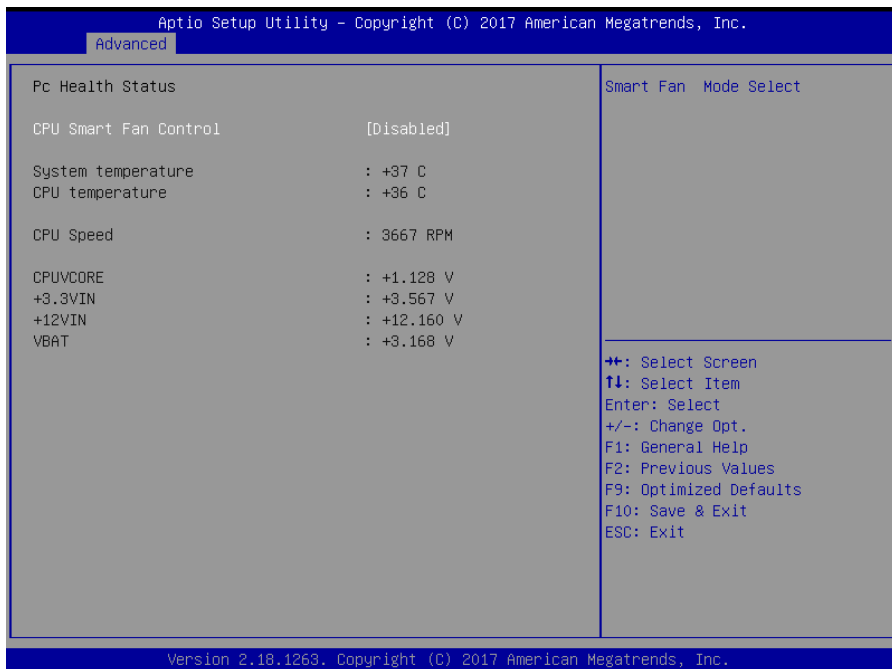 Aptio Setup Utility – Copyright (C) 2017 American Megatrends, Inc.
Advanced
Pc Health Status
CPU Smart Fan Control [Disabled]
System temperature : +37 C
CPU temperature : +36 C
CPU Speed : 3667 RPM
CPUVCORE : +1.128 V
+3.3VIN : +3.567 V
+12VIN : +12.160 V
VBAT : +3.168 V
Smart Fan  Mode Select
→←: Select Screen
↑↓: Select Item
Enter: Select
+/-: Change Opt.
F1: General Help
F2: Previous Values
F9: Optimized Defaults
F10: Save & Exit
ESC: Exit
Version 2.18.1263. Copyright (C) 2017 American Megatrends, Inc.